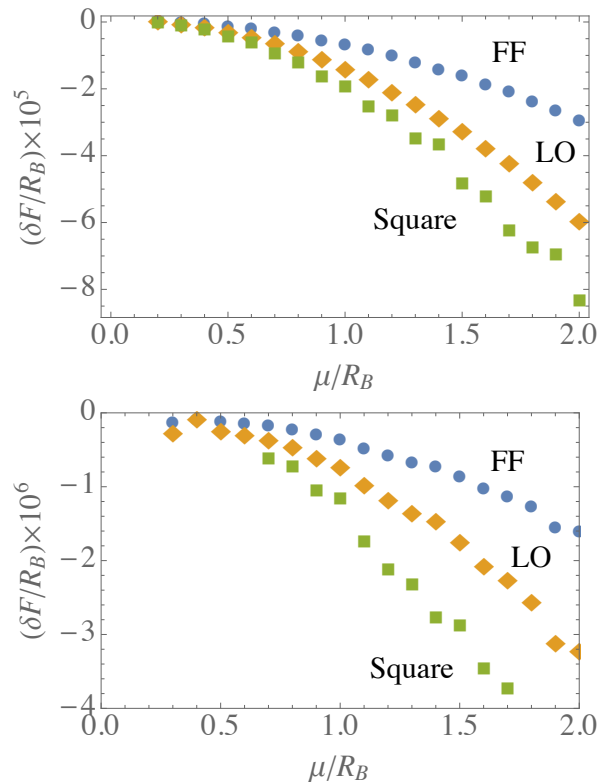 0
−2
−4
−6
−8
(δF/R_B)×10^5
FF
LO
Square
0.0 0.5 1.0 1.5 2.0
μ/R_B
0
−1
−2
−3
−4
(δF/R_B)×10^6
FF
LO
Square
0.0 0.5 1.0 1.5 2.0
μ/R_B